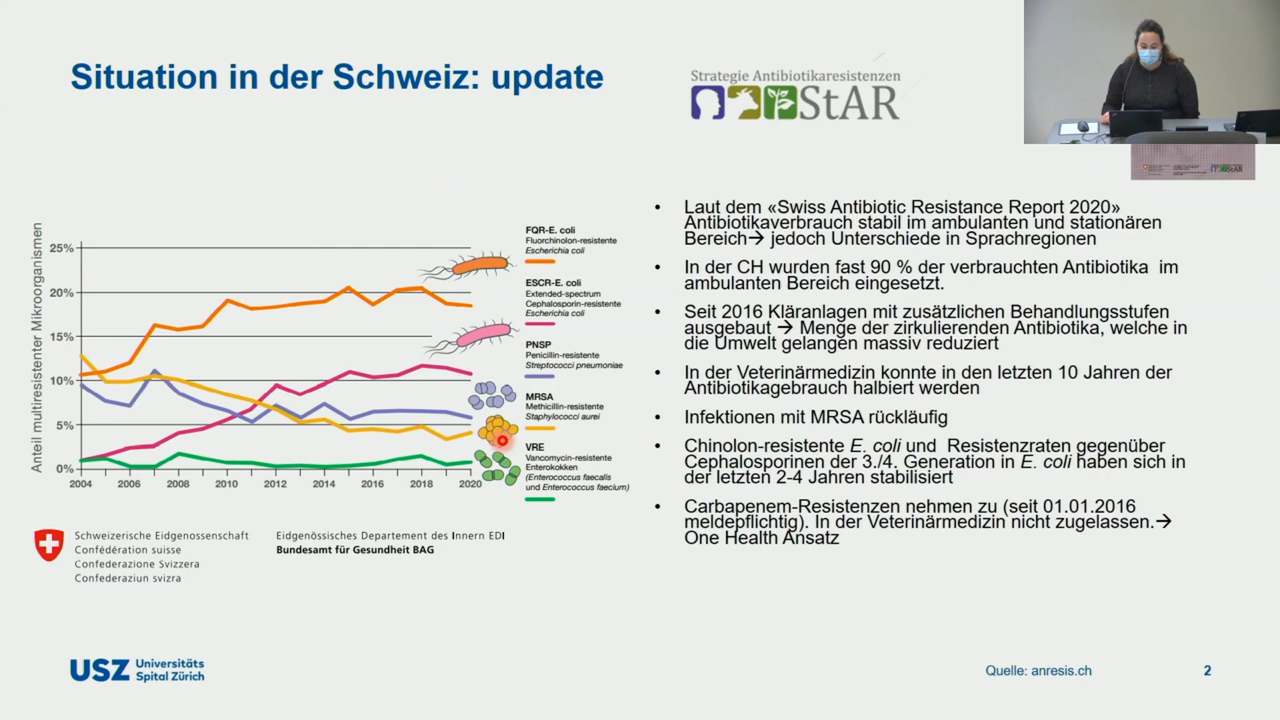 Situation in der Schweiz: update
Strategie Antibiotikaresistenzen
StAR
Anteil multiresistenter Mikroorganismen
25%
20%
15%
10%
5%
0%
2004
2006
2008
2010
2012
2014
2016
2018
2020
FQR-E. coli
Fluorchinolon-resistente
Escherichia coli
ESCR-E. coli
Extended-spectrum
Cephalosporin-resistente
Escherichia coli
PNSP
Penicillin-resistente
Streptococci pneumoniae
MRSA
Methicillin-resistente
Staphylococci aurei
VRE
Vancomycin-resistente
Enterokokken
(Enterococcus faecalis
und Enterococcus faecium)
• Laut dem «Swiss Antibiotic Resistance Report 2020»
Antibiotikaverbrauch stabil im ambulanten und stationären
Bereich→ jedoch Unterschiede in Sprachregionen
• In der CH wurden fast 90 % der verbrauchten Antibiotika im
ambulanten Bereich eingesetzt.
• Seit 2016 Kläranlagen mit zusätzlichen Behandlungsstufen
ausgebaut → Menge der zirkulierenden Antibiotika, welche in
die Umwelt gelangen massiv reduziert
• In der Veterinärmedizin konnte in den letzten 10 Jahren der
Antibiotikagebrauch halbiert werden
• Infektionen mit MRSA rückläufig
• Chinolon-resistente E. coli und Resistenzraten gegenüber
Cephalosporinen der 3./4. Generation in E. coli haben sich in
der letzten 2-4 Jahren stabilisiert
• Carbapenem-Resistenzen nehmen zu (seit 01.01.2016
meldepflichtig). In der Veterinärmedizin nicht zugelassen.→
One Health Ansatz
Schweizerische Eidgenossenschaft
Confédération suisse
Confederazione Svizzera
Confederaziun svizra
Eidgenössisches Departement des Innern EDI
Bundesamt für Gesundheit BAG
USZ Universitäts
Spital Zürich
Quelle: anresis.ch
2